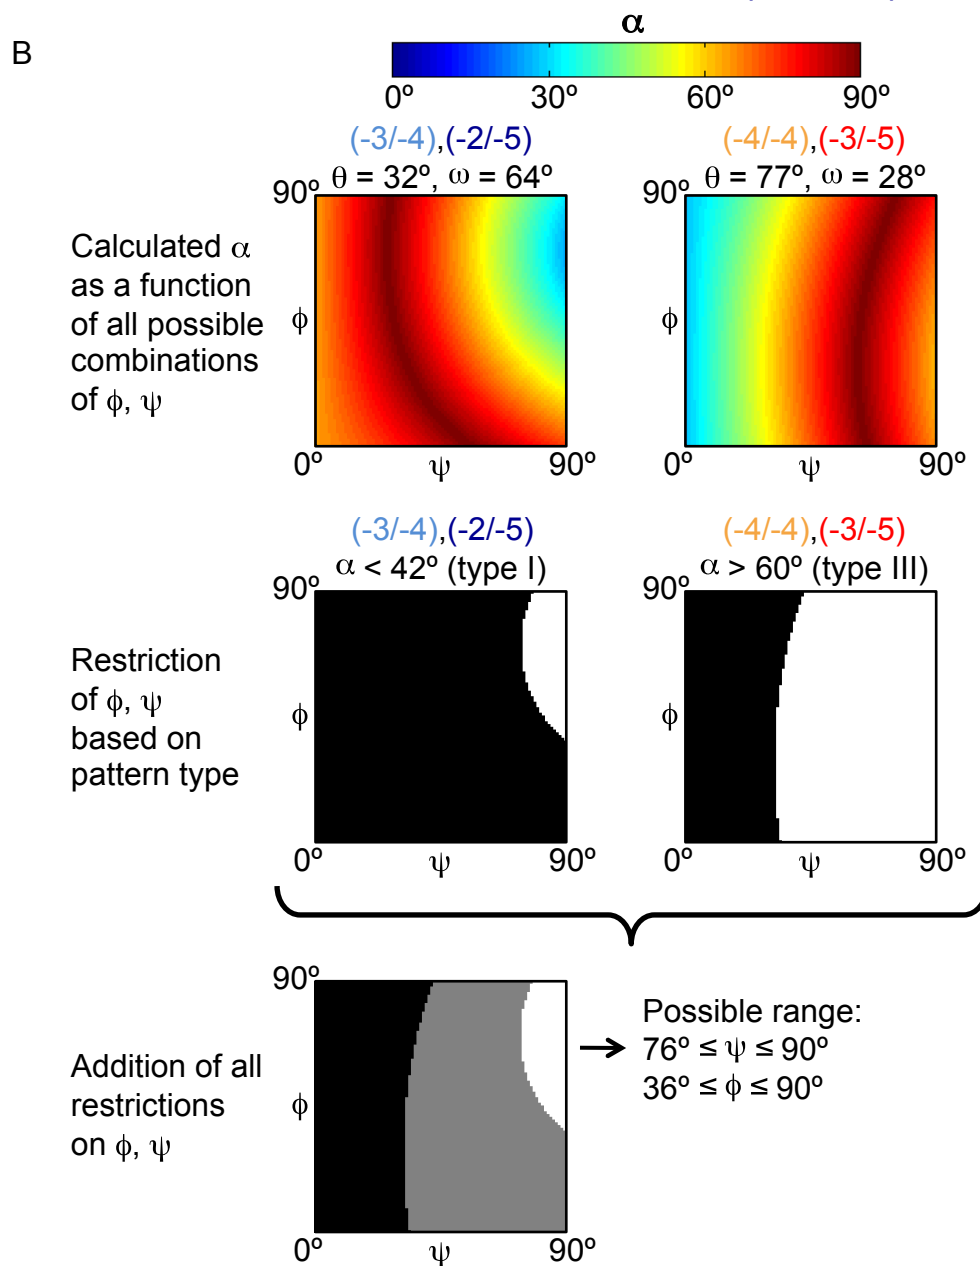 B
α
0º 30º 60º 90º
(-3/-4),(-2/-5)
θ = 32º, ω = 64º
(-4/-4),(-3/-5)
θ = 77º, ω = 28º
Calculated α
as a function
of all possible
combinations
of ϕ, ψ
90º
ϕ
0º ψ 90º
90º
ϕ
0º ψ 90º
(-3/-4),(-2/-5)
α < 42º (type I)
(-4/-4),(-3/-5)
α > 60º (type III)
Restriction
of ϕ, ψ
based on
pattern type
90º
ϕ
0º ψ 90º
90º
ϕ
0º ψ 90º
Addition of all
restrictions
on ϕ, ψ
90º
ϕ
0º ψ 90º
Possible range:
76º ≤ ψ ≤ 90º
36º ≤ ϕ ≤ 90º